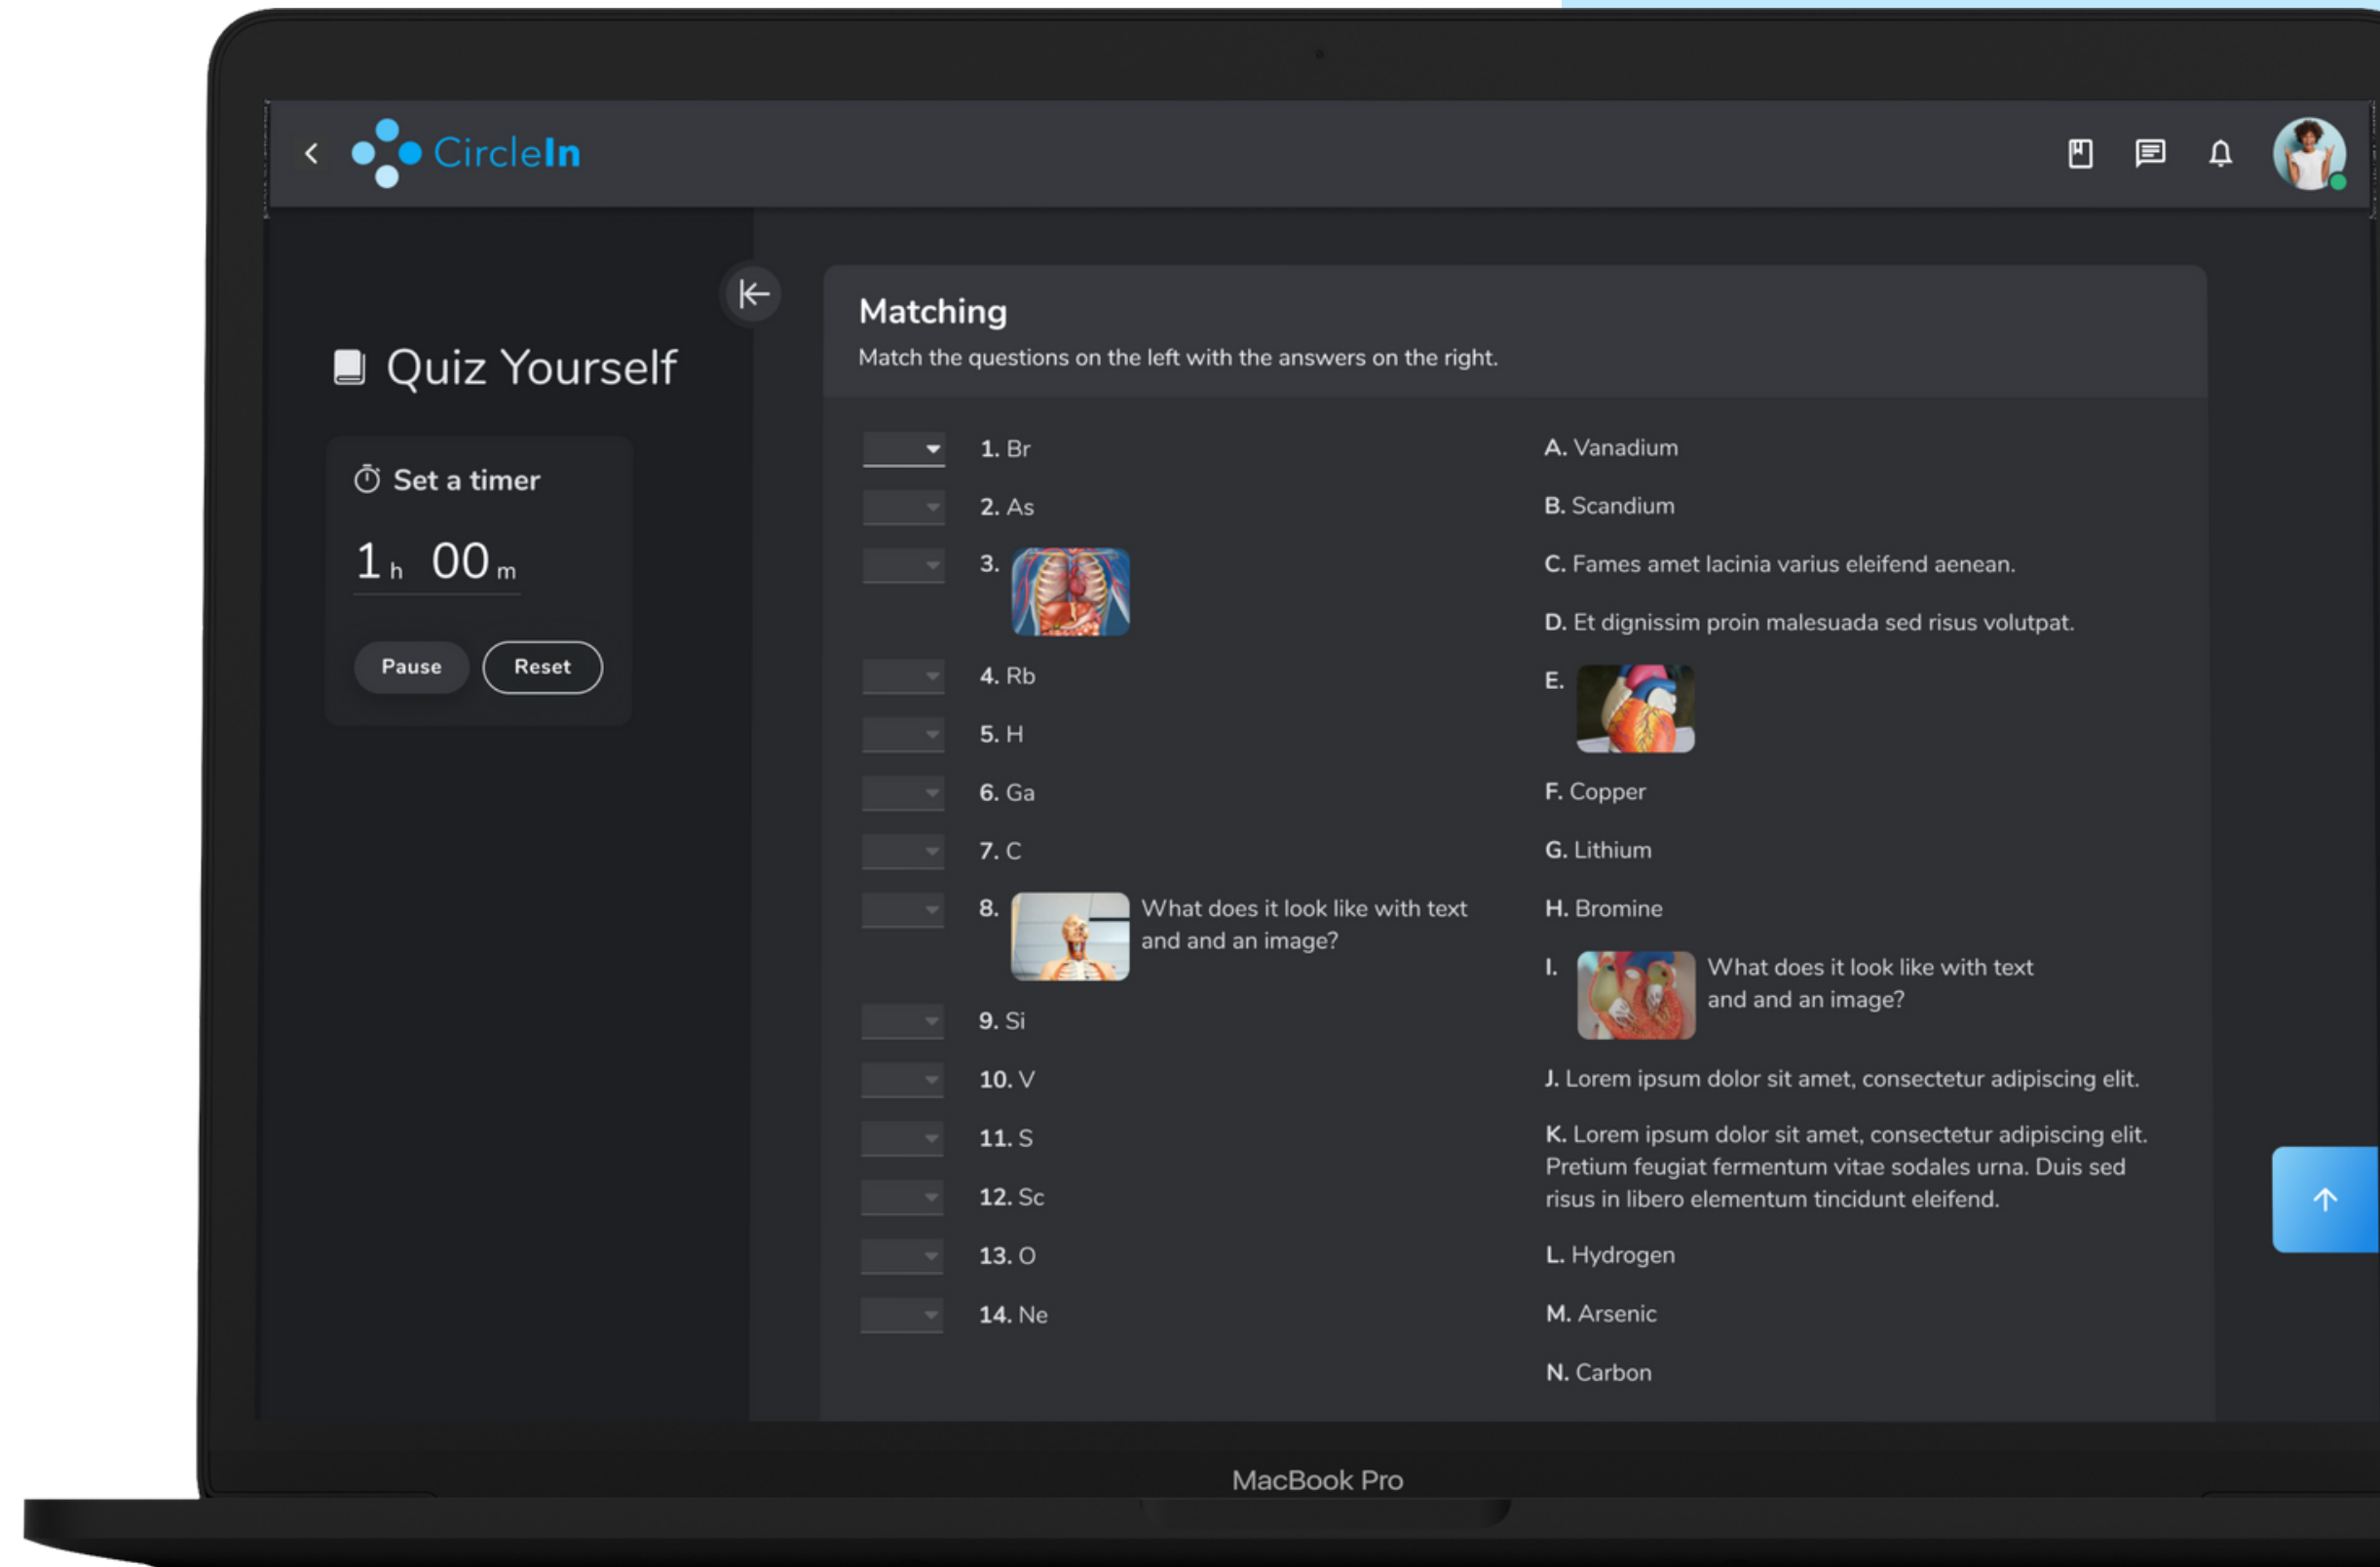 CircleIn
Quiz Yourself
Set a timer
1 h 00 m
Pause Reset
Matching
Match the questions on the left with the answers on the right.
1. Br
2. As
3.
4. Rb
5. H
6. Ga
7. C
8. What does it look like with text
and and an image?
9. Si
10. V
11. S
12. Sc
13. O
14. Ne
A. Vanadium
B. Scandium
C. Fames amet lacinia varius eleifend aenean.
D. Et dignissim proin malesuada sed risus volutpat.
E.
F. Copper
G. Lithium
H. Bromine
I. What does it look like with text
and and an image?
J. Lorem ipsum dolor sit amet, consectetur adipiscing elit.
K. Lorem ipsum dolor sit amet, consectetur adipiscing elit.
Pretium feugiat fermentum vitae sodales urna. Duis sed
risus in libero elementum tincidunt eleifend.
L. Hydrogen
M. Arsenic
N. Carbon
MacBook Pro